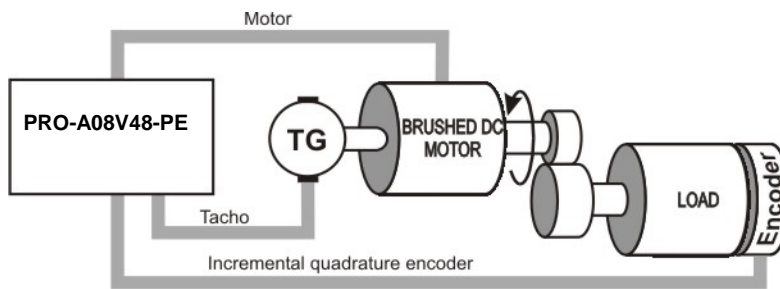 Motor
PRO-A08V48-PE
TG
BRUSHED DC
MOTOR
LOAD
Encoder
Tacho
Incremental quadrature encoder